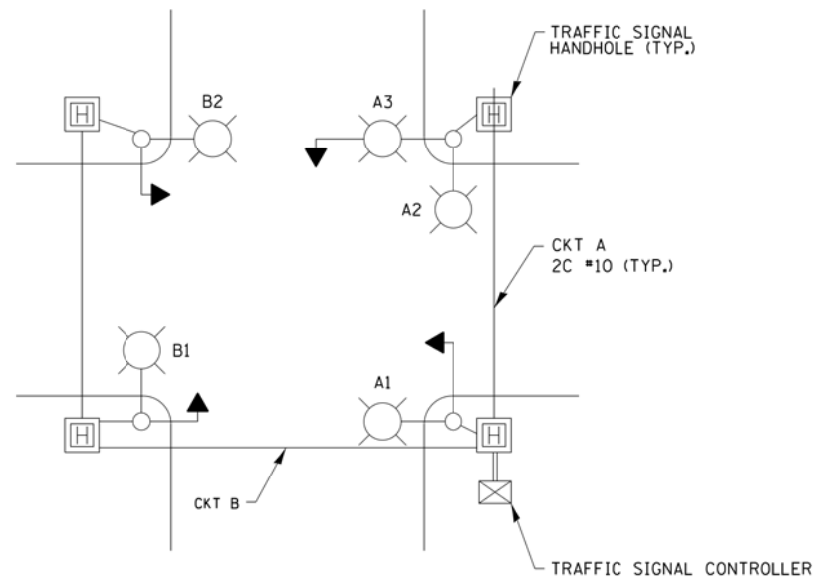 TRAFFIC SIGNAL
HANDHOLE (TYP.)
H
B2
A3
H
A2
CKT A
2C #10 (TYP.)
B1
A1
H
H
CKT B
TRAFFIC SIGNAL CONTROLLER